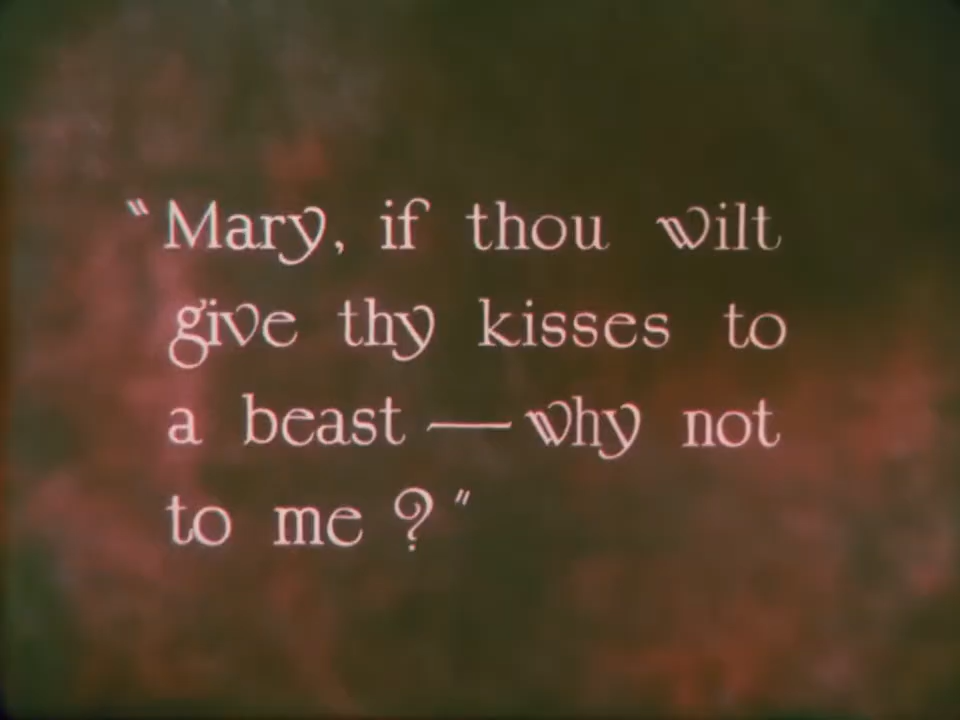 "Mary, if thou wilt
give thy kisses to
a beast — why not
to me ?"